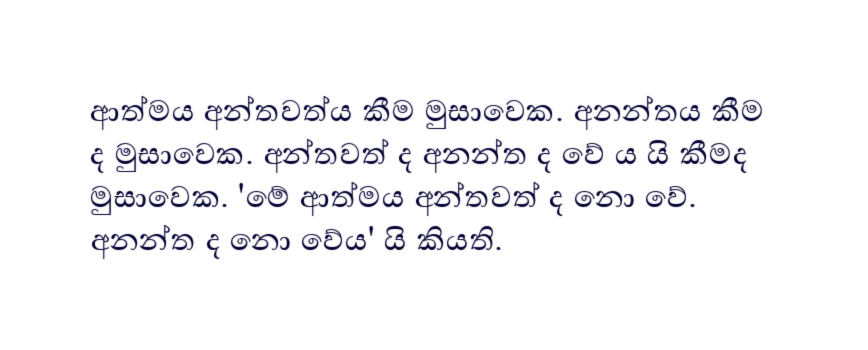 ආත්මය අන්තවත්ය කීම මුසාවෙක. අනන්තය කීම
ද මුසාවෙක. අන්තවත් ද අනන්ත ද වේ ය යි කීමද
මුසාවෙක. 'මේ ආත්මය අන්තවත් ද නො වේ.
අනන්ත ද නො වේය' යි කියති.